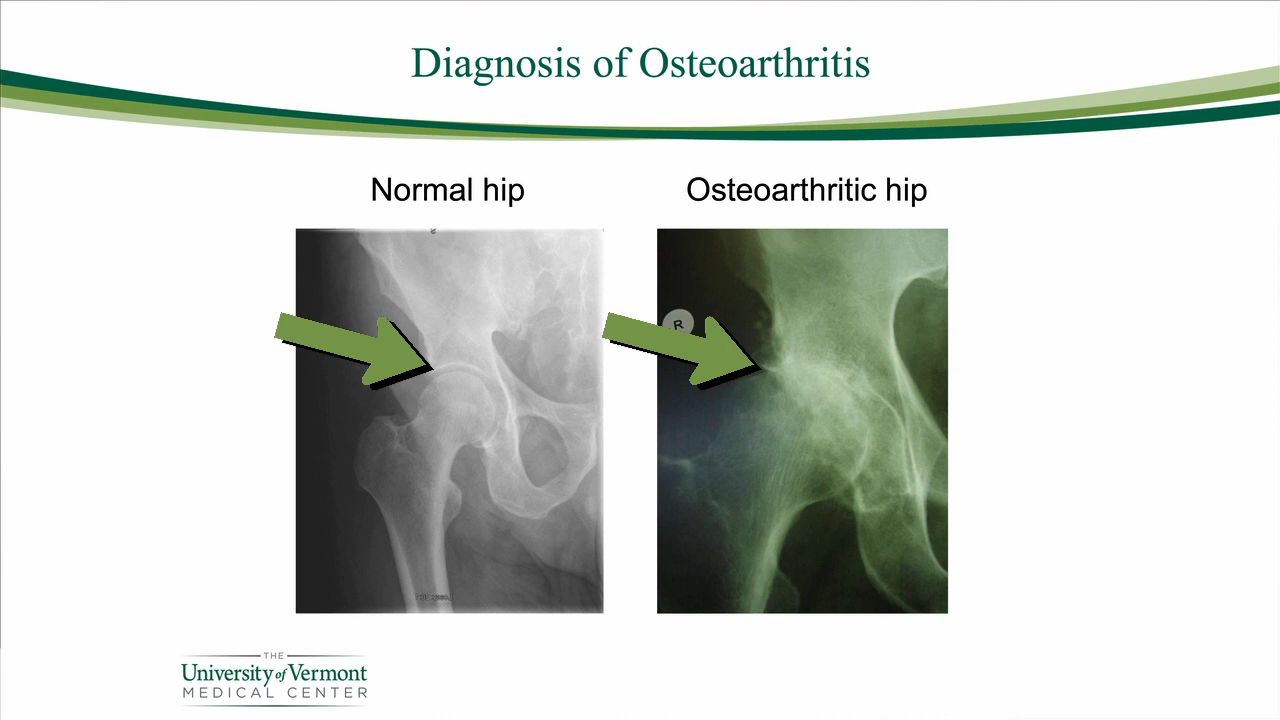 Diagnosis of Osteoarthritis
Normal hip
Osteoarthritic hip
R
THE
University of Vermont
MEDICAL CENTER